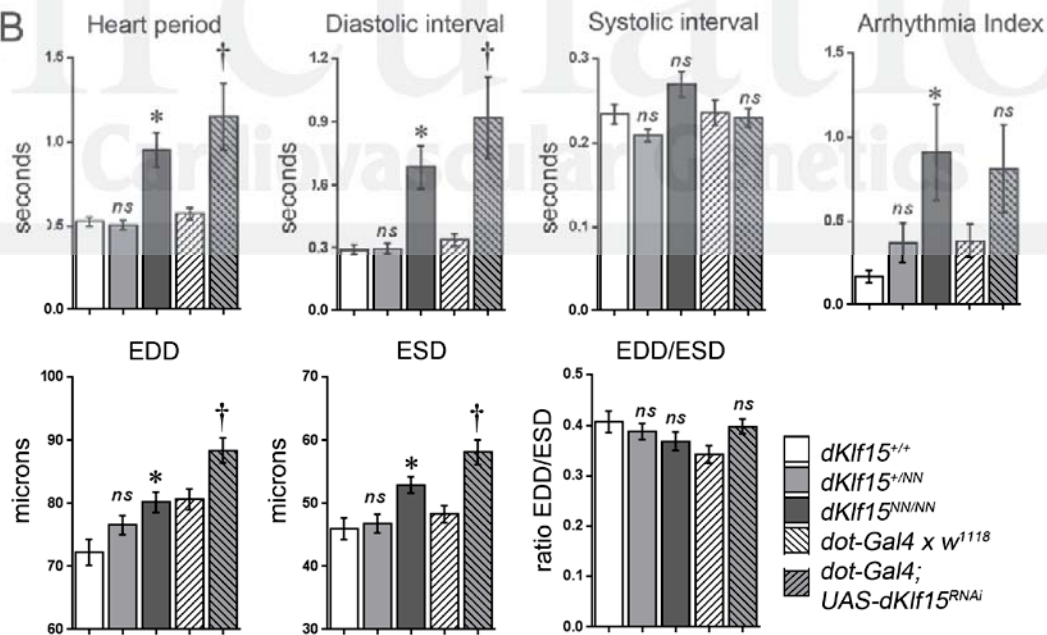 B
Heart period
Diastolic interval
Systolic interval
Arrhythmia Index
Circulation
Cardiovascular Genetics
1.5
1.0
0.5
0.0
seconds
ns
*
†
1.2
0.9
0.6
0.3
0.0
seconds
ns
*
†
0.3
0.2
0.1
0.0
seconds
ns
ns
ns
1.5
1.0
0.5
0.0
ns
*
ns
EDD
ESD
EDD/ESD
100
90
80
70
60
microns
ns
*
†
70
60
50
40
30
microns
ns
*
†
0.5
0.4
0.3
0.2
0.1
0.0
ratio EDD/ESD
ns
ns
ns
dKlf15+/+
dKlf15+/NN
dKlf15NN/NN
dot-Gal4 x w1118
dot-Gal4;
UAS-dKlf15RNAi